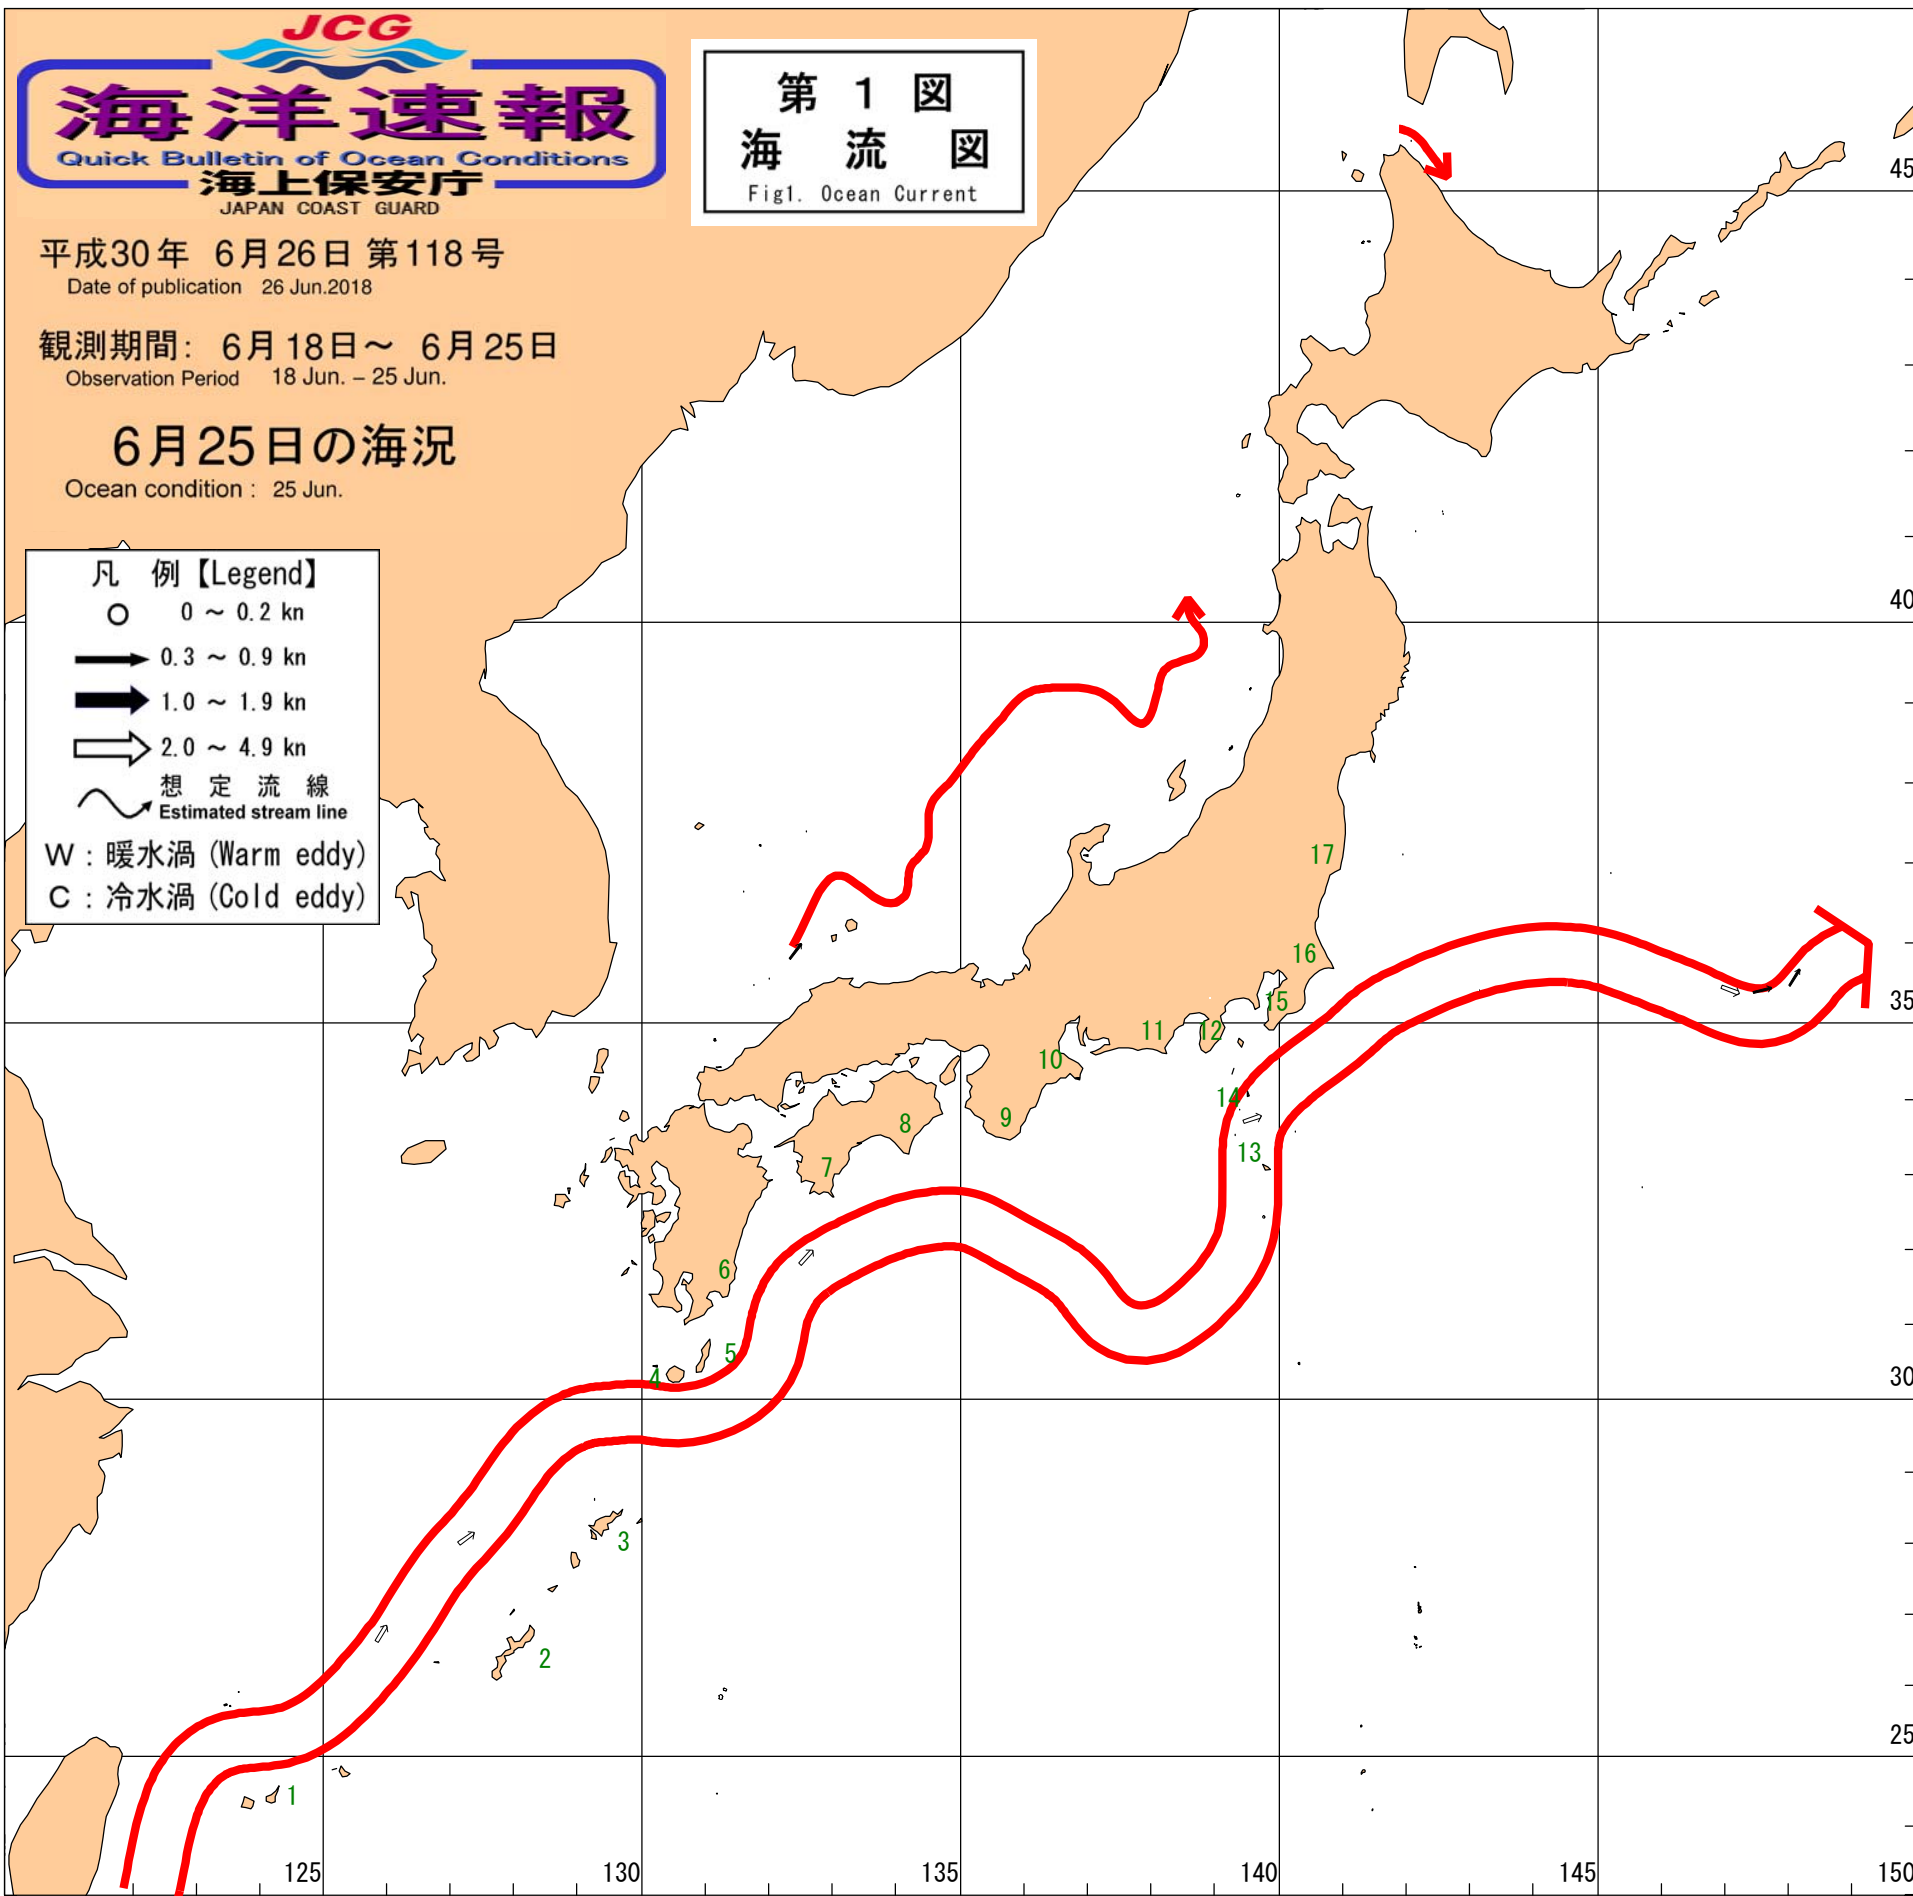 JCG
海洋速報
Quick Bulletin of Ocean Conditions
海上保安庁
JAPAN COAST GUARD
第 1 図
海 流 図
Fig1. Ocean Current
平成30年 6月26日 第118号
Date of publication 26 Jun.2018
観測期間: 6月18日～ 6月25日
Observation Period 18 Jun. – 25 Jun.
6月25日の海況
Ocean condition : 25 Jun.
凡 例【Legend】
0 ～ 0.2 kn
0.3 ～ 0.9 kn
1.0 ～ 1.9 kn
2.0 ～ 4.9 kn
想 定 流 線
Estimated stream line
W : 暖水渦 (Warm eddy)
C : 冷水渦 (Cold eddy)
45
40
17
16
35
15
11
12
10
14
9
8
13
7
6
5
4
30
3
2
25
1
125
130
135
140
145
150